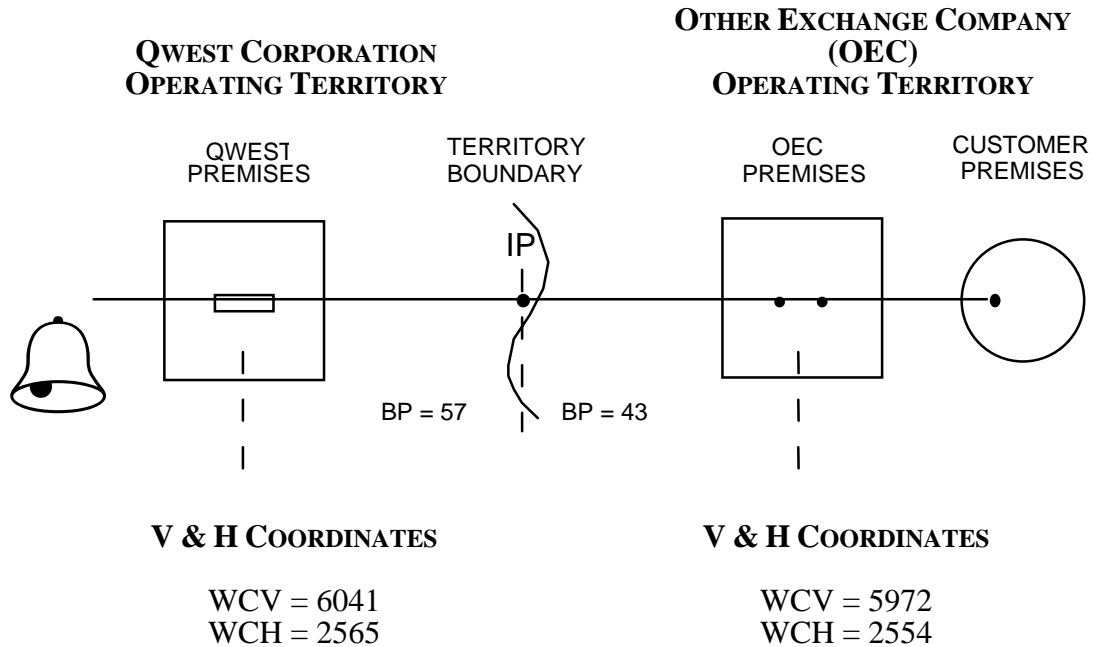 QWEST CORPORATION
OPERATING TERRITORY
OTHER EXCHANGE COMPANY
(OEC)
OPERATING TERRITORY
QWEST
PREMISES
TERRITORY
BOUNDARY
OEC
PREMISES
CUSTOMER
PREMISES
IP
BP = 57
BP = 43
V & H COORDINATES
WCV = 6041
WCH = 2565
V & H COORDINATES
WCV = 5972
WCH = 2554